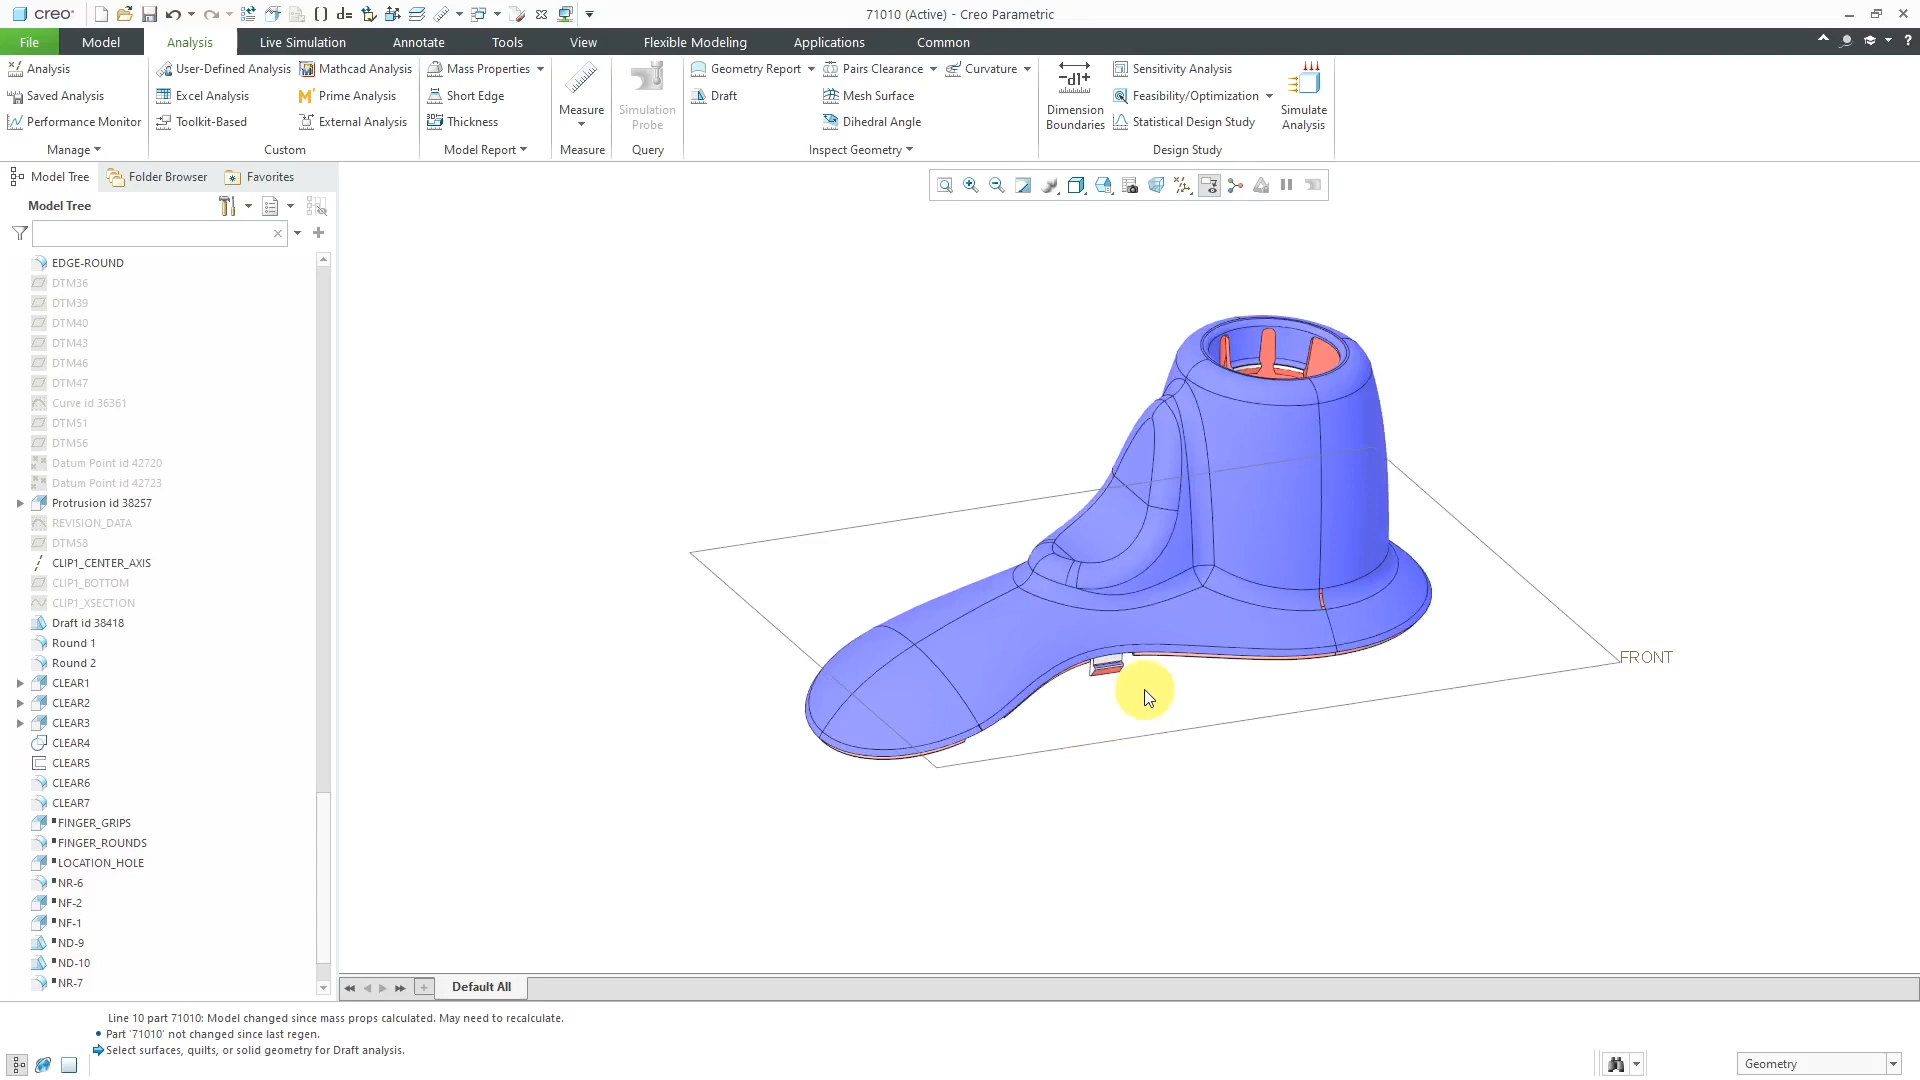 creo
d=
71010 (Active) - Creo Parametric
File Model Analysis Live Simulation Annotate Tools View Flexible Modeling Applications Common
Analysis User-Defined Analysis Mathcad Analysis Mass Properties Geometry Report Pairs Clearance Curvature Sensitivity Analysis
Saved Analysis Excel Analysis Prime Analysis Short Edge Draft Mesh Surface Feasibility/Optimization
Performance Monitor Toolkit-Based External Analysis Thickness Dihedral Angle Statistical Design Study
Measure
Simulation
Probe
Dimension
Boundaries
Simulate
Analysis
Manage Custom Model Report Measure Query Inspect Geometry Design Study
Model Tree Folder Browser Favorites
Model Tree
EDGE-ROUND
DTM36
DTM39
DTM40
DTM43
DTM46
DTM47
Curve id 36361
DTM51
DTM56
Datum Point id 42720
Datum Point id 42723
Protrusion id 38257
REVISION_DATA
DTM58
CLIP1_CENTER_AXIS
CLIP1_BOTTOM
CLIP1_XSECTION
Draft id 38418
Round 1
Round 2
CLEAR1
CLEAR2
CLEAR3
CLEAR4
CLEAR5
CLEAR6
CLEAR7
FINGER_GRIPS
FINGER_ROUNDS
LOCATION_HOLE
NR-6
NF-2
NF-1
ND-9
ND-10
NR-7
FRONT
Default All
Line 10 part 71010: Model changed since mass props calculated. May need to recalculate.
Part '71010' not changed since last regen.
Select surfaces, quilts, or solid geometry for Draft analysis.
Geometry